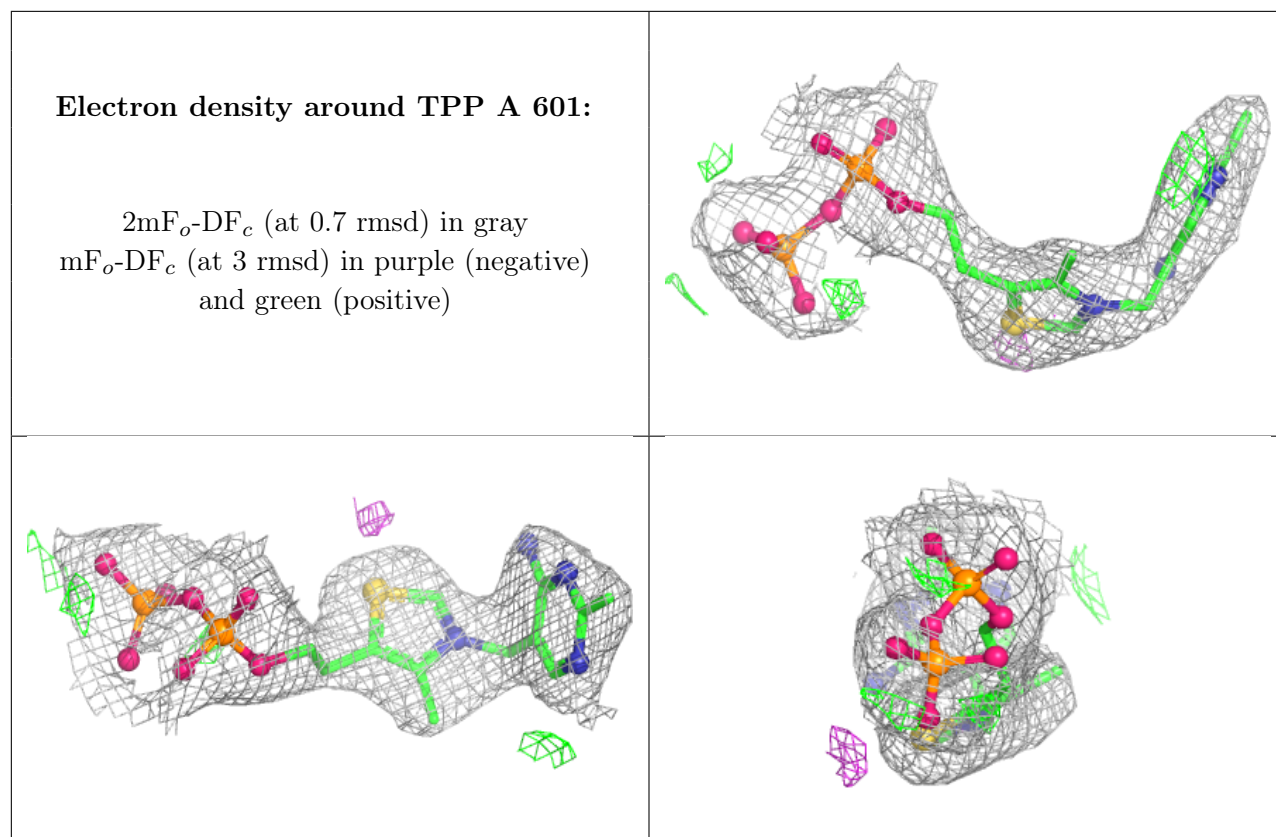 Electron density around TPP A 601:
2mFo-DFc (at 0.7 rmsd) in gray
mFo-DFc (at 3 rmsd) in purple (negative)
and green (positive)